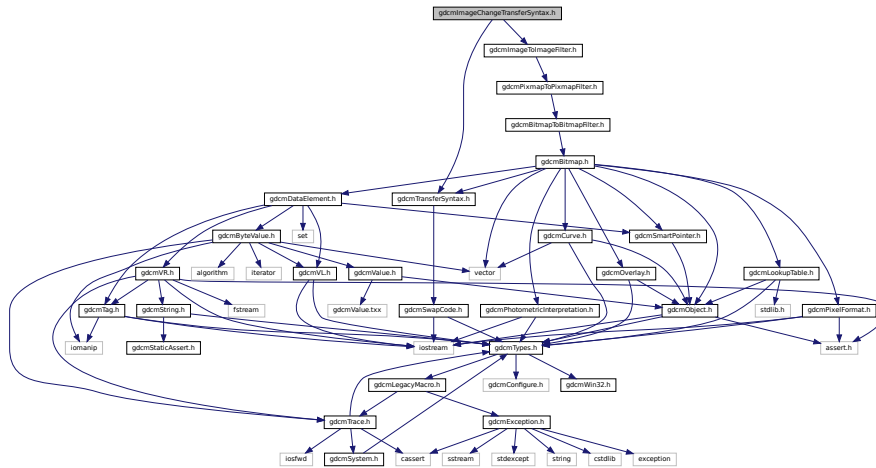 gdcmImageChangeTransferSyntax.h
gdcmImageToImageFilter.h
gdcmPixmapToPixmapFilter.h
gdcmBitmapToBitmapFilter.h
gdcmBitmap.h
gdcmDataElement.h
gdcmTransferSyntax.h
gdcmByteValue.h
set
gdcmCurve.h
gdcmSmartPointer.h
gdcmVR.h
algorithm
iterator
gdcmVL.h
gdcmValue.h
vector
gdcmOverlay.h
gdcmLookupTable.h
gdcmTag.h
gdcmString.h
fstream
gdcmValue.txx
gdcmSwapCode.h
gdcmPhotometricInterpretation.h
gdcmObject.h
stdlib.h
gdcmPixelFormat.h
iomanip
gdcmStaticAssert.h
iostream
gdcmTypes.h
assert.h
gdcmLegacyMacro.h
gdcmConfigure.h
gdcmWin32.h
gdcmTrace.h
gdcmException.h
iosfwd
gdcmSystem.h
cassert
sstream
stdexcept
string
cstdlib
exception